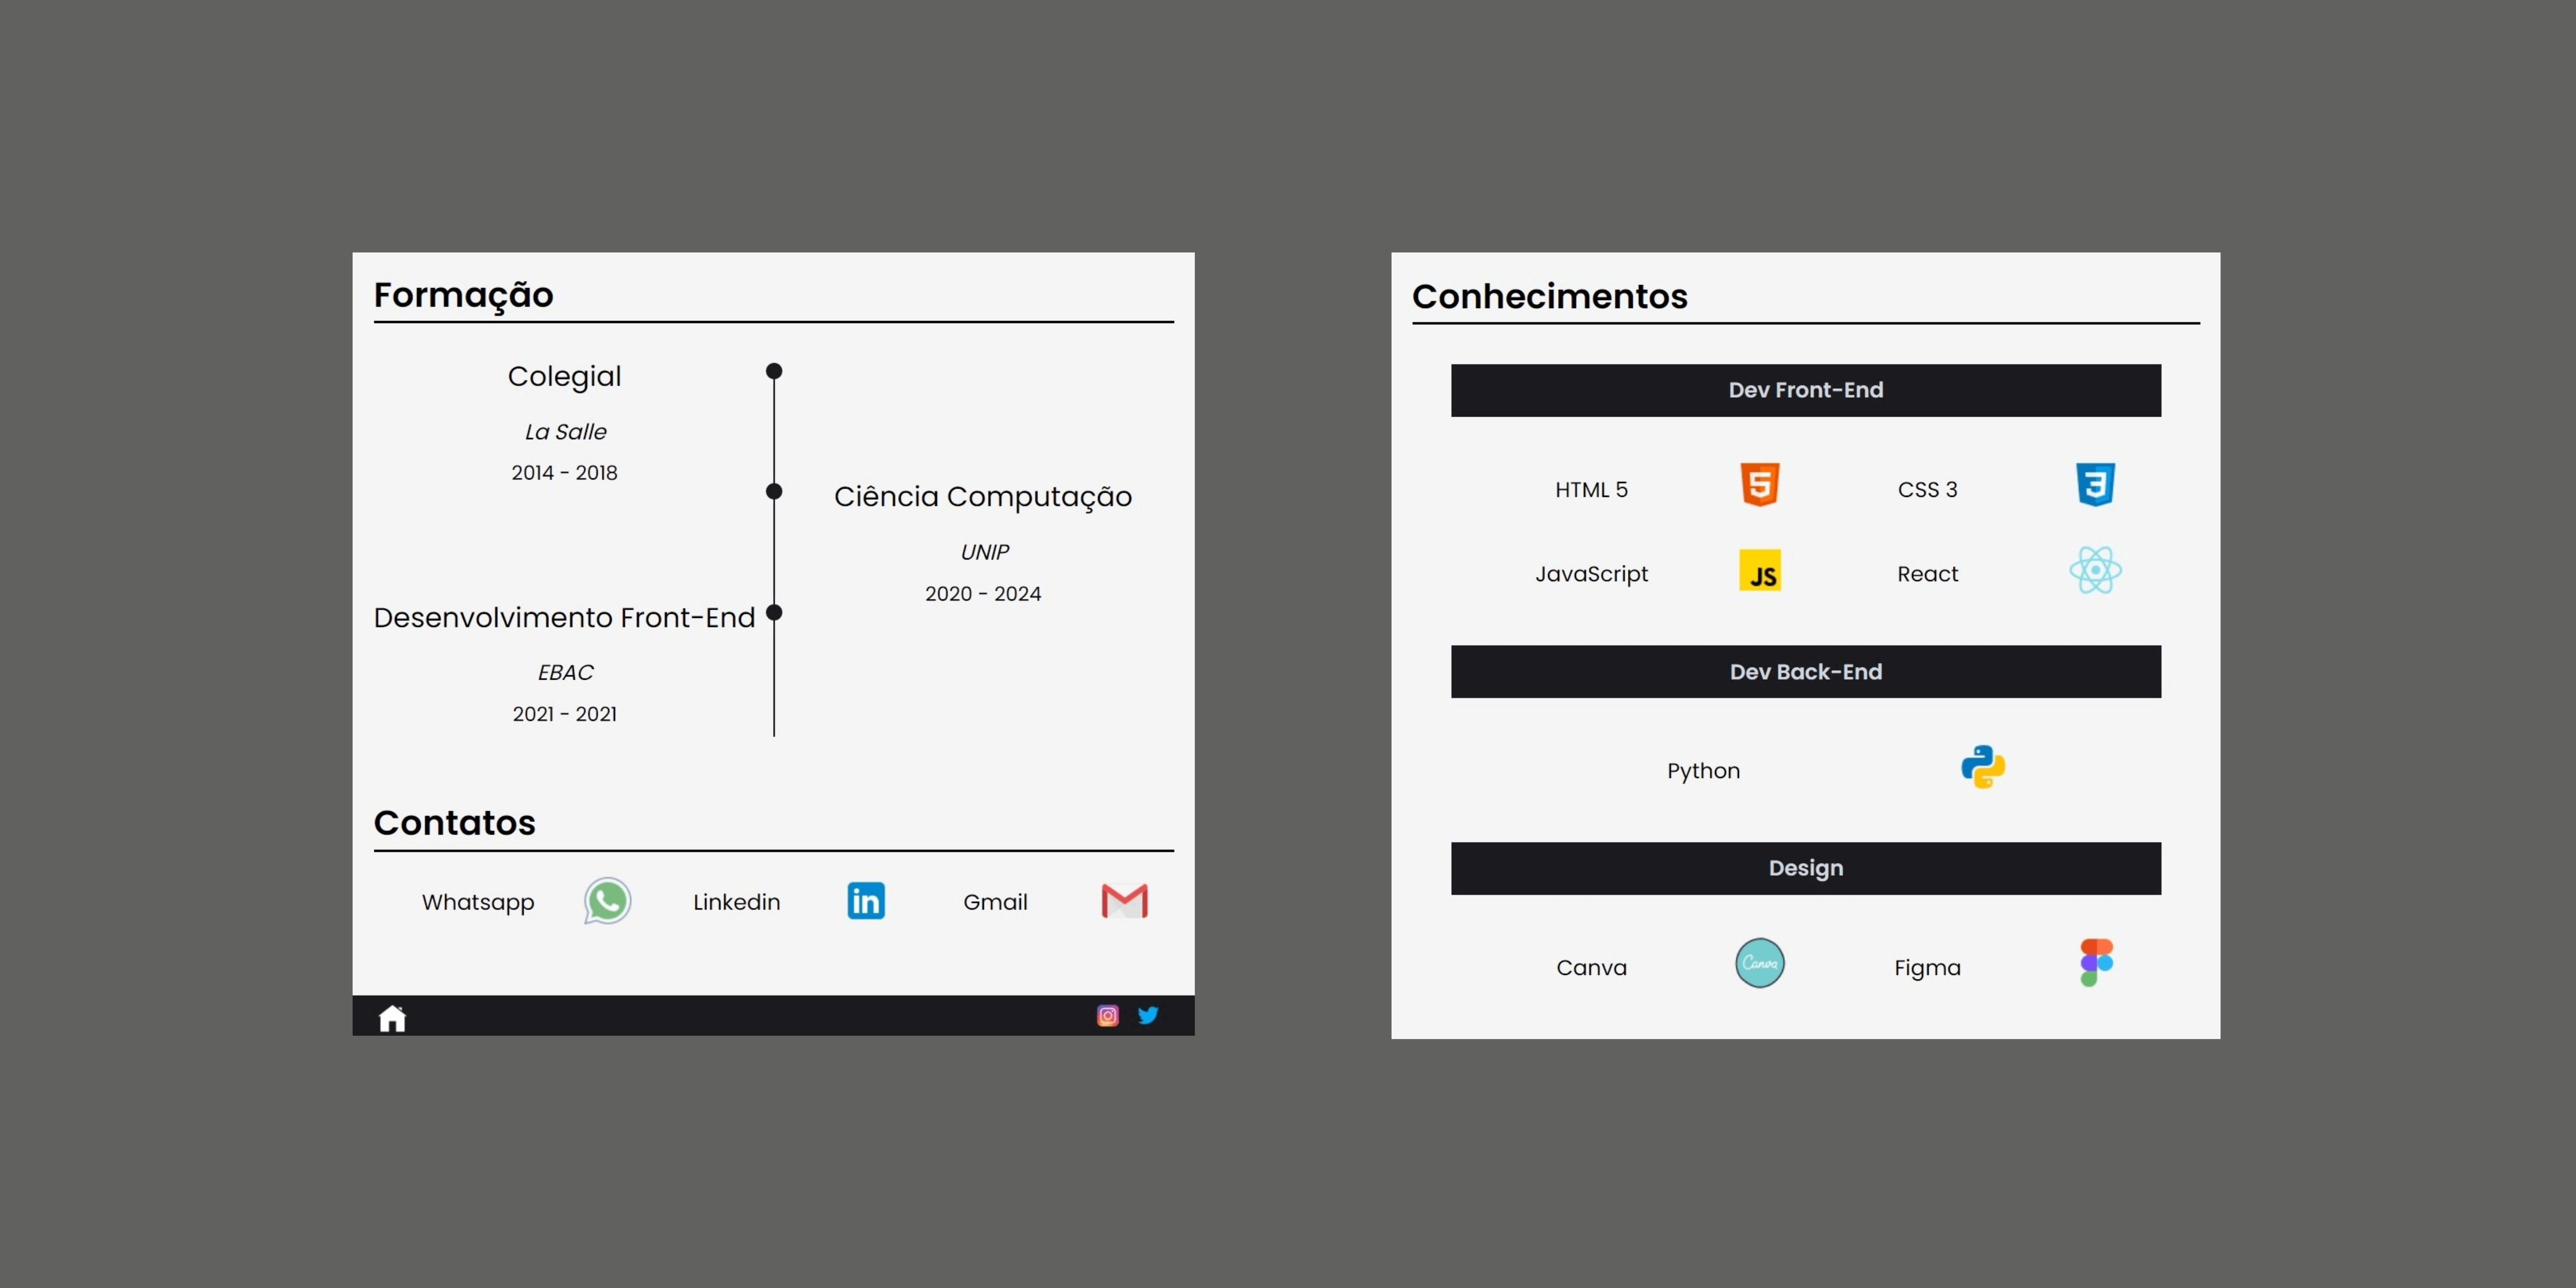 Formação
Colegial
La Salle
2014 - 2018
Ciência Computação
UNIP
2020 - 2024
Desenvolvimento Front-End
EBAC
2021 - 2021
Contatos
Whatsapp
Linkedin in
Gmail
Conhecimentos
Dev Front-End
HTML 5 5 CSS 3 3
JavaScript JS React
Dev Back-End
Python
Design
Canva Canva Figma